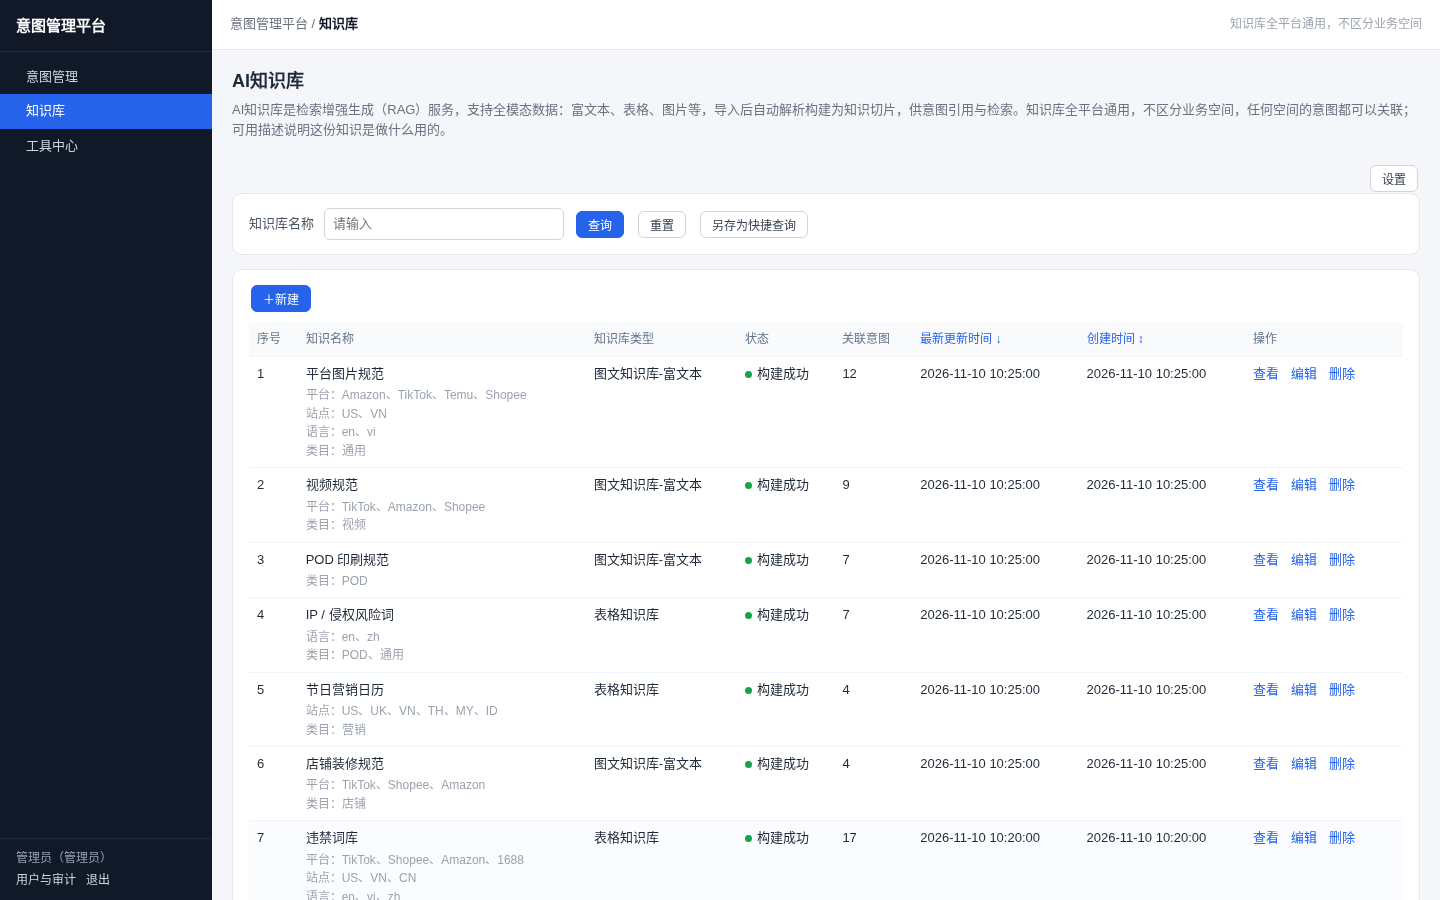 意图管理平台
意图管理
知识库
工具中心
管理员（管理员）
用户与审计 退出
意图管理平台 / 知识库
知识库全平台通用，不区分业务空间
AI知识库
AI知识库是检索增强生成（RAG）服务，支持全模态数据：富文本、表格、图片等，导入后自动解析构建为知识切片，供意图引用与检索。知识库全平台通用，不区分业务空间，任何空间的意图都可以关联；
可用描述说明这份知识是做什么用的。
设置
知识库名称 请输入 查询 重置 另存为快捷查询
＋新建
序号 知识名称 知识库类型 状态 关联意图 最新更新时间 ↓ 创建时间 ↕ 操作
1 平台图片规范 图文知识库-富文本 构建成功 12 2026-11-10 10:25:00 2026-11-10 10:25:00 查看 编辑 删除
平台：Amazon、TikTok、Temu、Shopee
站点：US、VN
语言：en、vi
类目：通用
2 视频规范 图文知识库-富文本 构建成功 9 2026-11-10 10:25:00 2026-11-10 10:25:00 查看 编辑 删除
平台：TikTok、Amazon、Shopee
类目：视频
3 POD 印刷规范 图文知识库-富文本 构建成功 7 2026-11-10 10:25:00 2026-11-10 10:25:00 查看 编辑 删除
类目：POD
4 IP / 侵权风险词 表格知识库 构建成功 7 2026-11-10 10:25:00 2026-11-10 10:25:00 查看 编辑 删除
语言：en、zh
类目：POD、通用
5 节日营销日历 表格知识库 构建成功 4 2026-11-10 10:25:00 2026-11-10 10:25:00 查看 编辑 删除
站点：US、UK、VN、TH、MY、ID
类目：营销
6 店铺装修规范 图文知识库-富文本 构建成功 4 2026-11-10 10:25:00 2026-11-10 10:25:00 查看 编辑 删除
平台：TikTok、Shopee、Amazon
类目：店铺
7 违禁词库 表格知识库 构建成功 17 2026-11-10 10:20:00 2026-11-10 10:20:00 查看 编辑 删除
平台：TikTok、Shopee、Amazon、1688
站点：US、VN、CN
语言：en、vi、zh